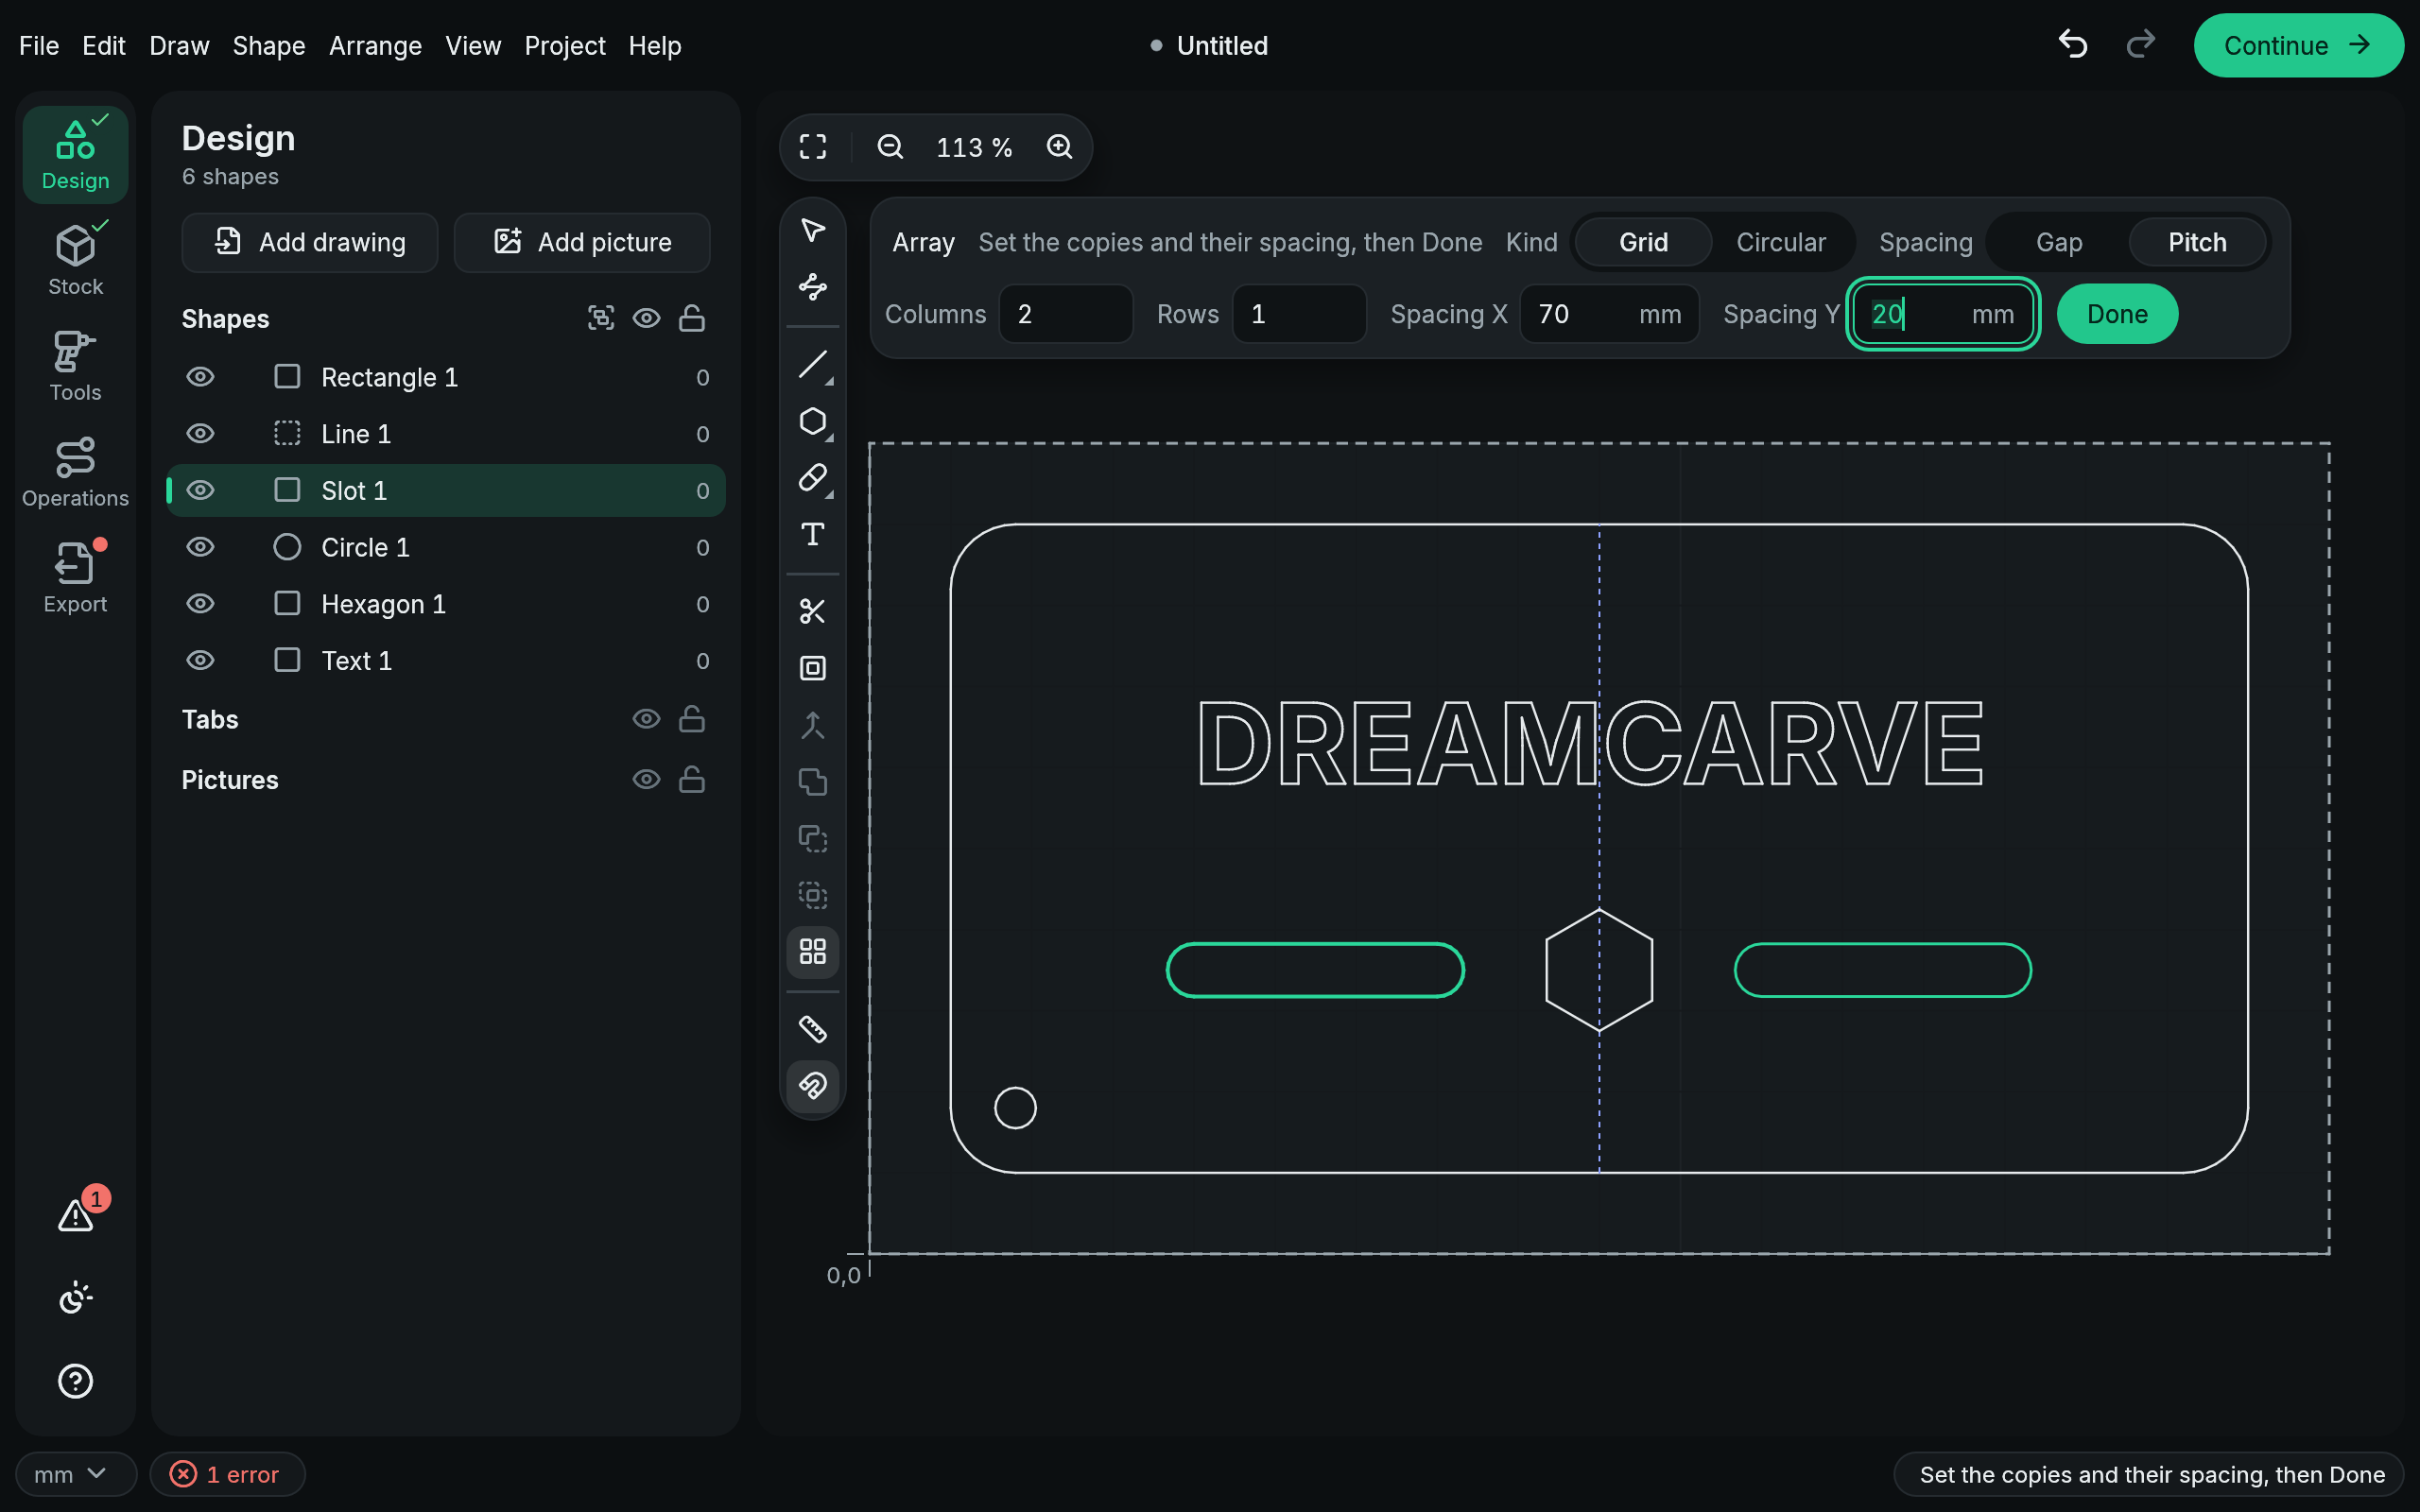 File Edit Draw Shape Arrange View Project Help
Untitled
Continue
Design
Stock
Tools
Operations
Export
1
Design
6 shapes
Add drawing
Add picture
Shapes
Rectangle 1 0
Line 1 0
Slot 1 0
Circle 1 0
Hexagon 1 0
Text 1 0
Tabs
Pictures
113 %
Array Set the copies and their spacing, then Done Kind Grid Circular Spacing Gap Pitch
Columns 2 Rows 1 Spacing X 70 mm Spacing Y 20 mm Done
DREAMCARVE
0,0
mm
1 error
Set the copies and their spacing, then Done